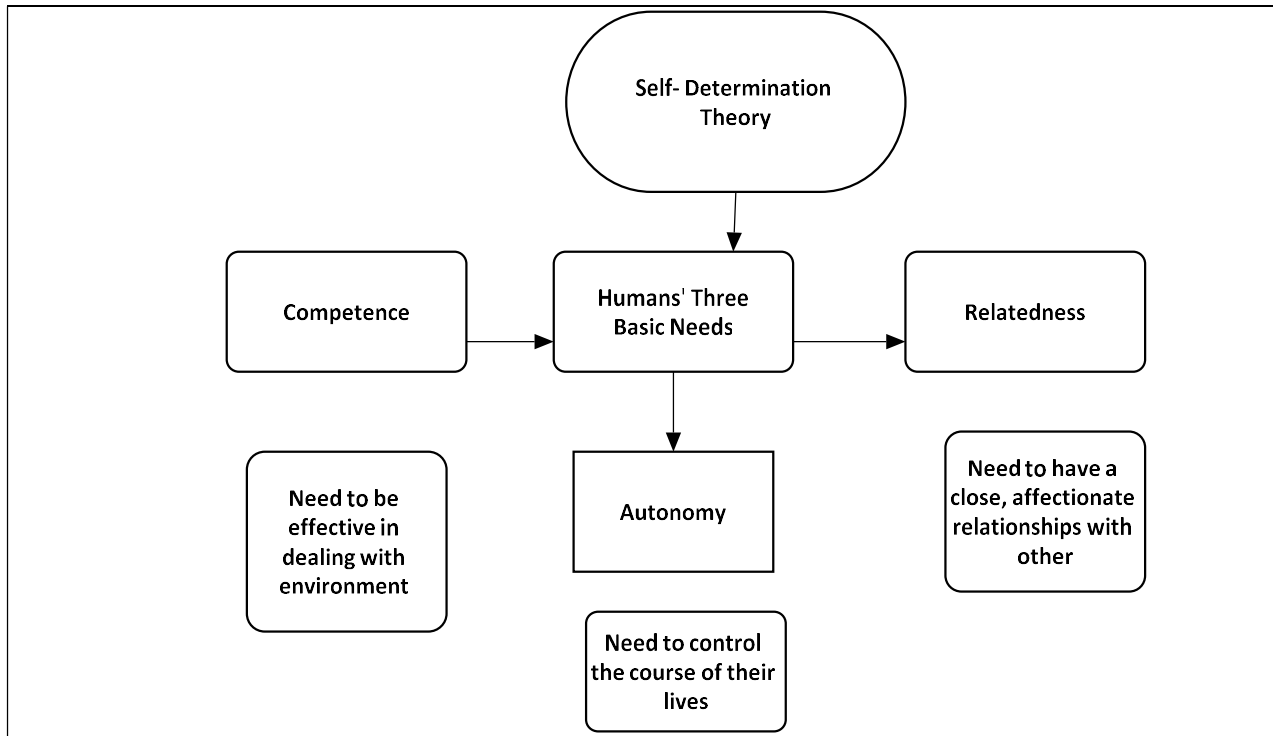 Self- Determination
Theory
Competence
Humans' Three
Basic Needs
Relatedness
Need to be
effective in
dealing with
environment
Autonomy
Need to have a
close, affectionate
relationships with
other
Need to control
the course of their
lives